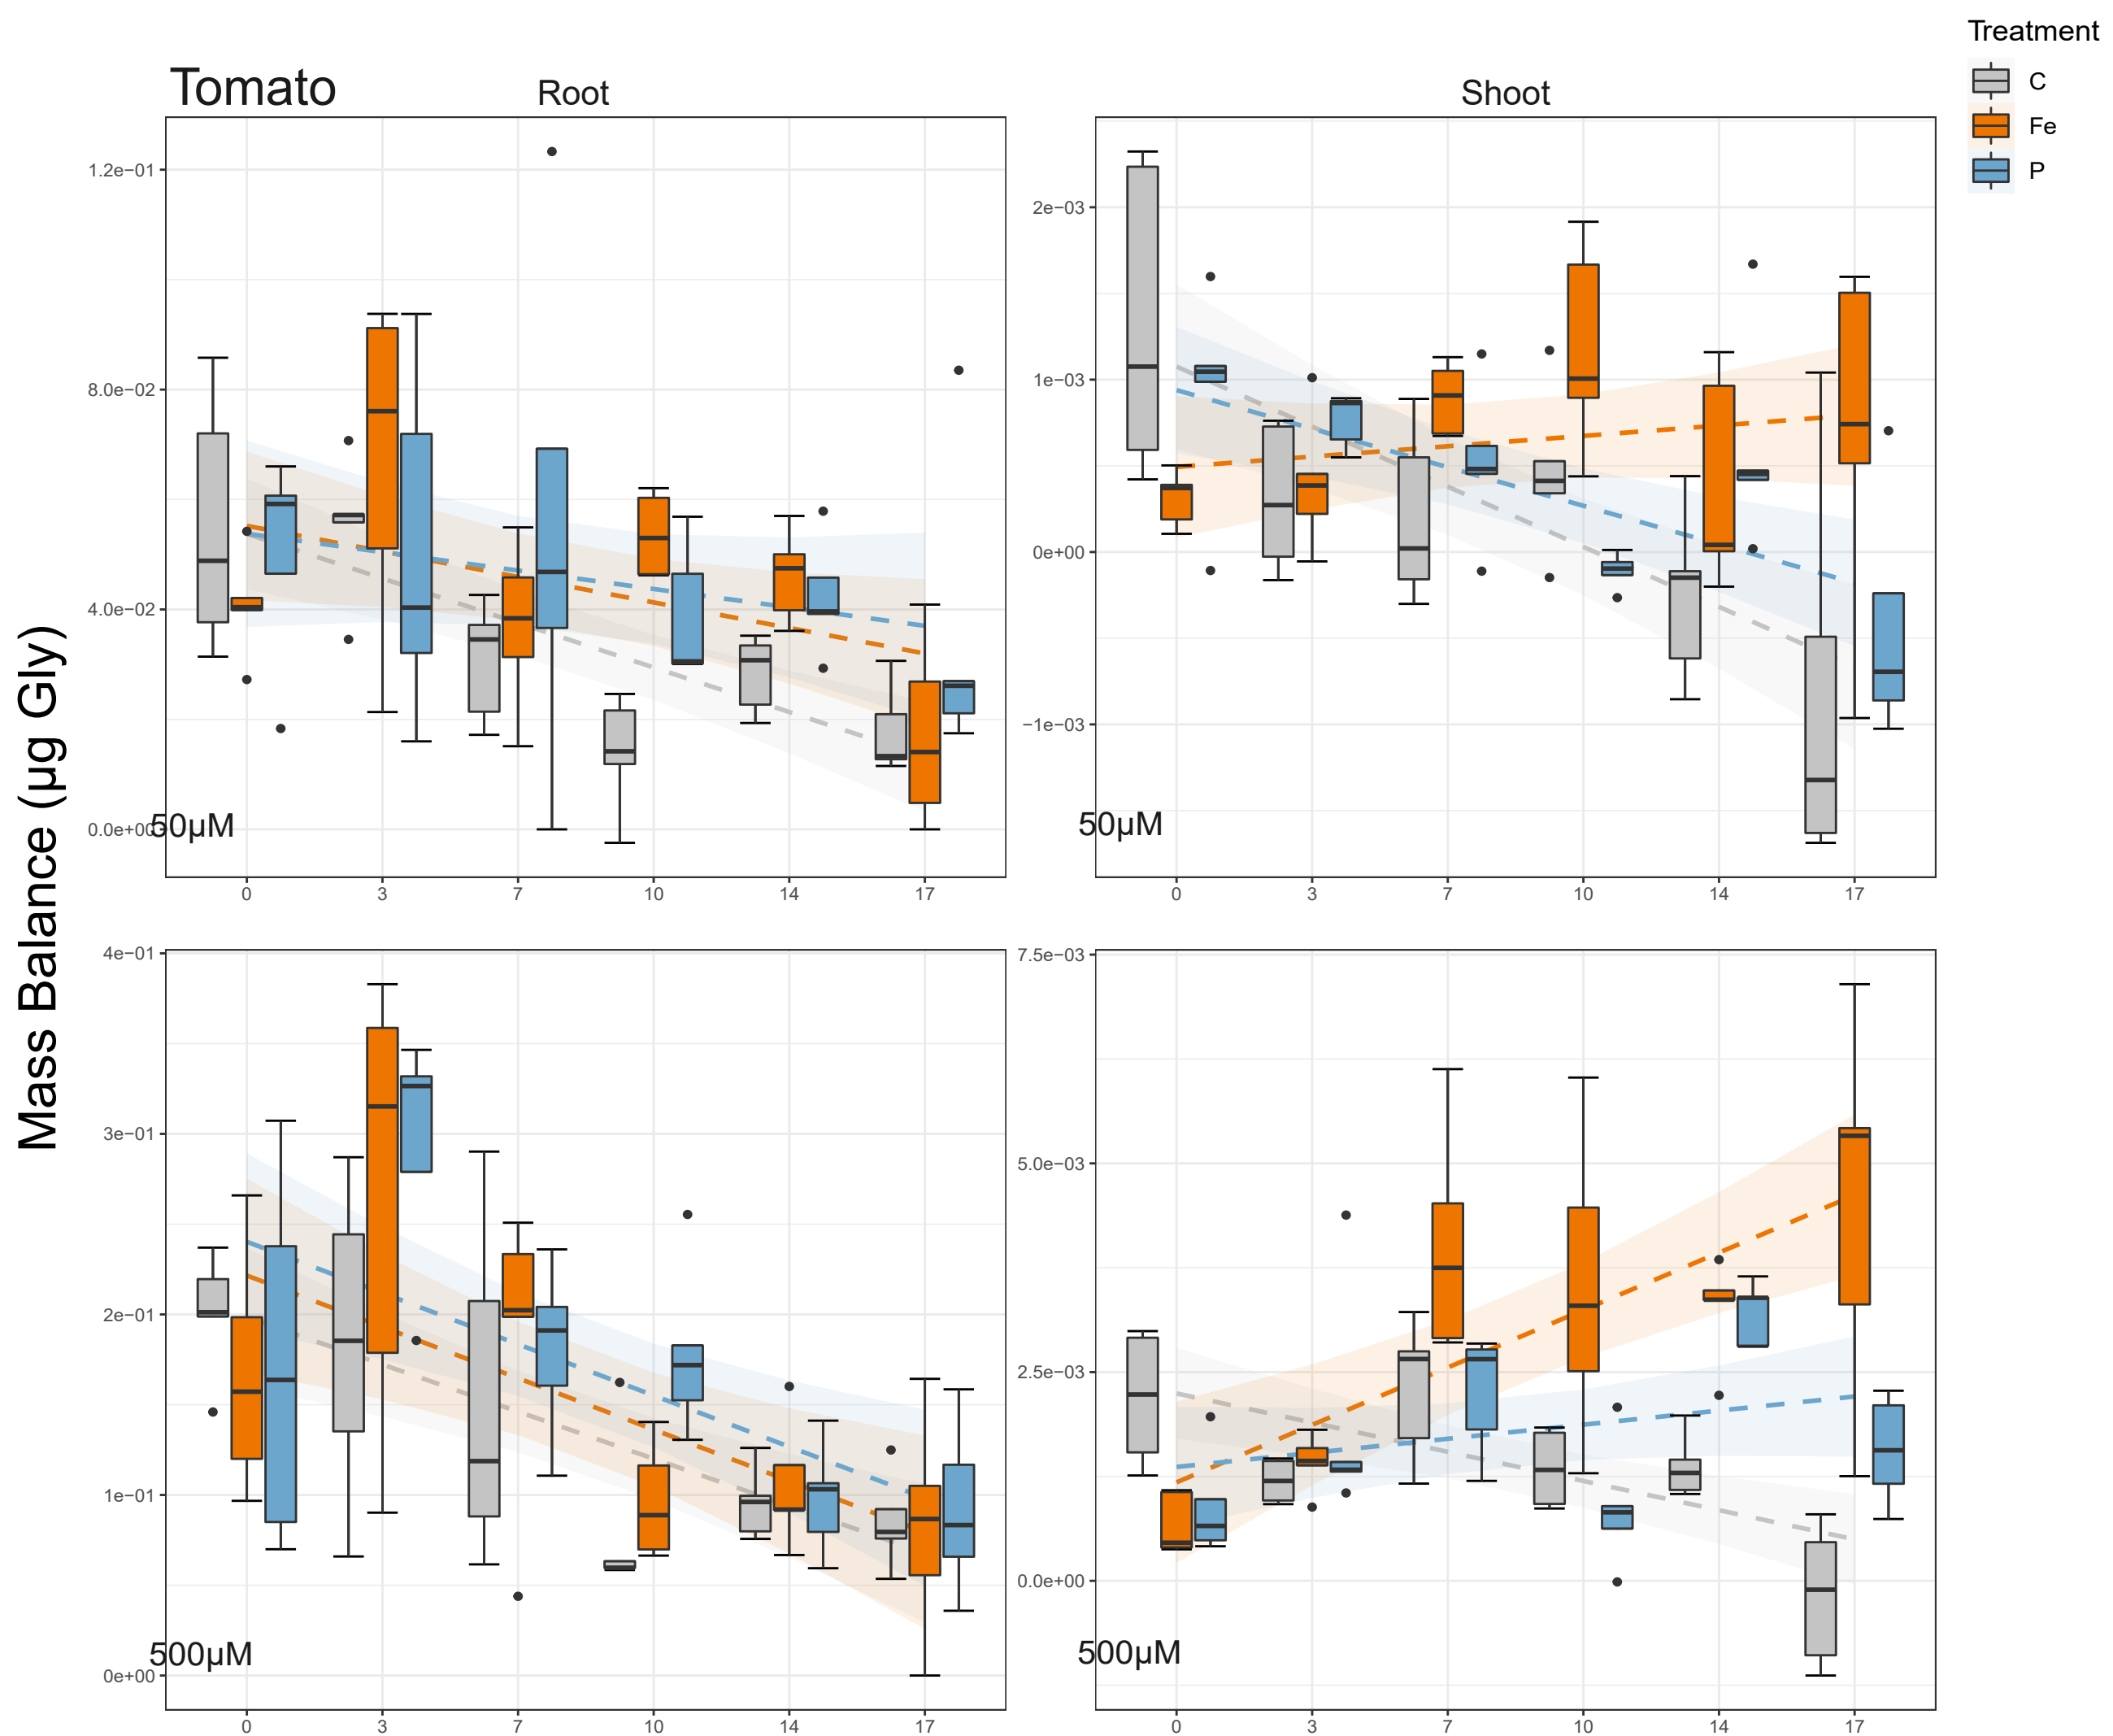 Treatment
C
Fe
P
Tomato
Root
Shoot
Mass Balance (µg Gly)
1.2e−01
8.0e−02
4.0e−02
0.0e+00
50µM
0 3 7 10 14 17
2e−03
1e−03
0e+00
−1e−03
50µM
0 3 7 10 14 17
4e−01
3e−01
2e−01
1e−01
0e+00
500µM
0 3 7 10 14 17
7.5e−03
5.0e−03
2.5e−03
0.0e+00
500µM
0 3 7 10 14 17